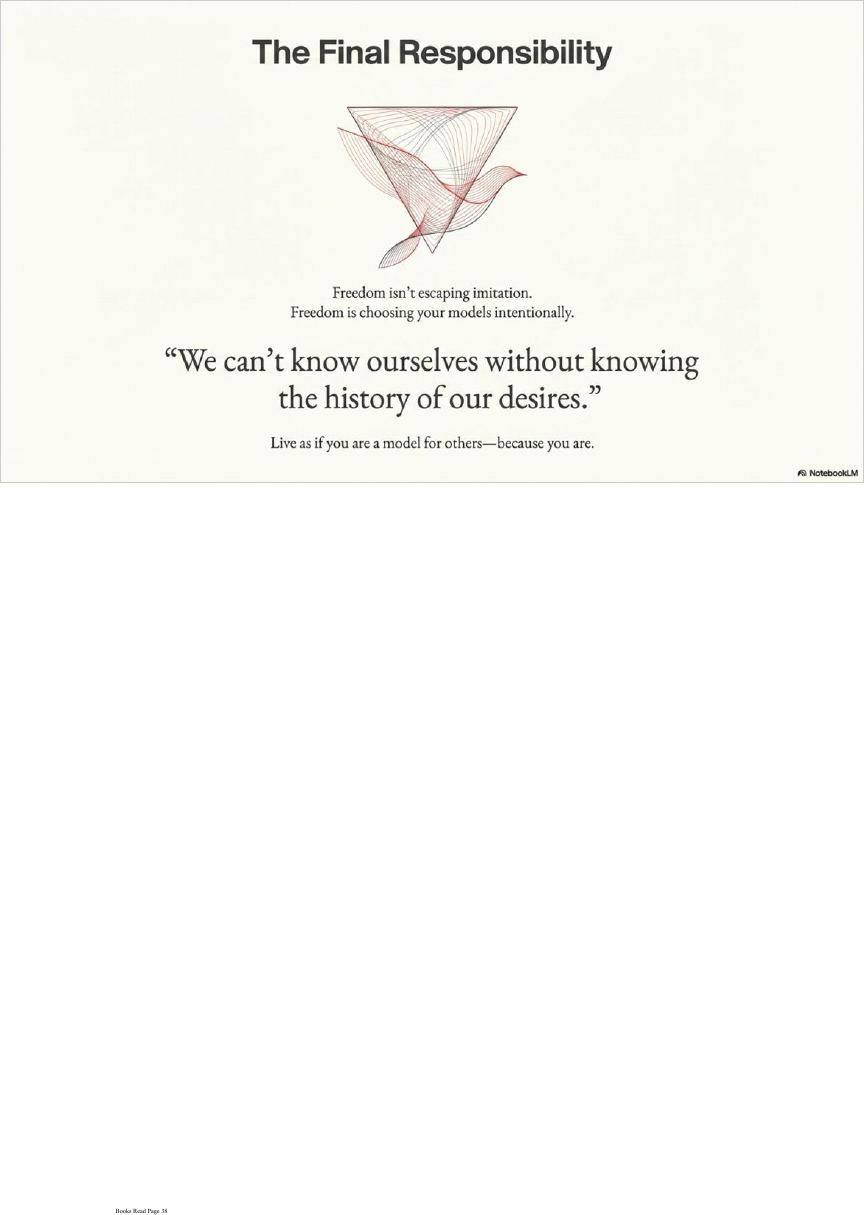 The Final Responsibility
Freedom isn’t escaping imitation.
Freedom is choosing your models intentionally.
“We can’t know ourselves without knowing
the history of our desires.”
Live as if you are a model for others—because you are.
NotebookLM
Books Read Page 38